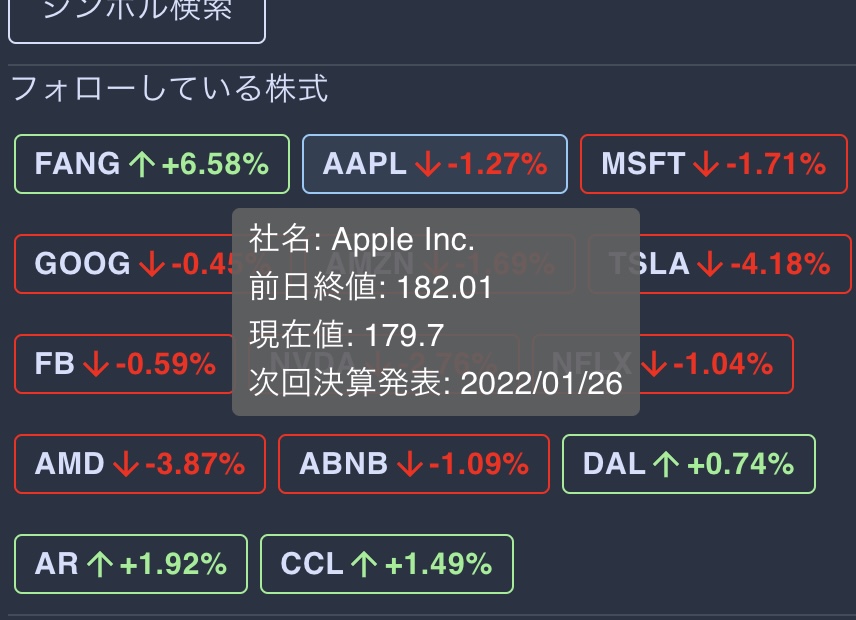 シンボル検索
フォローしている株式
FANG ↑ +6.58% AAPL ↓ -1.27% MSFT ↓ -1.71%
GOOG ↓ -0.45% AMZN ↓ -1.69% TSLA ↓ -4.18%
社名: Apple Inc.
前日終値: 182.01
現在値: 179.7
次回決算発表: 2022/01/26
FB ↓ -0.59% NVDA ↓ -2.76% NFLX ↓ -1.04%
AMD ↓ -3.87% ABNB ↓ -1.09% DAL ↑ +0.74%
AR ↑ +1.92% CCL ↑ +1.49%